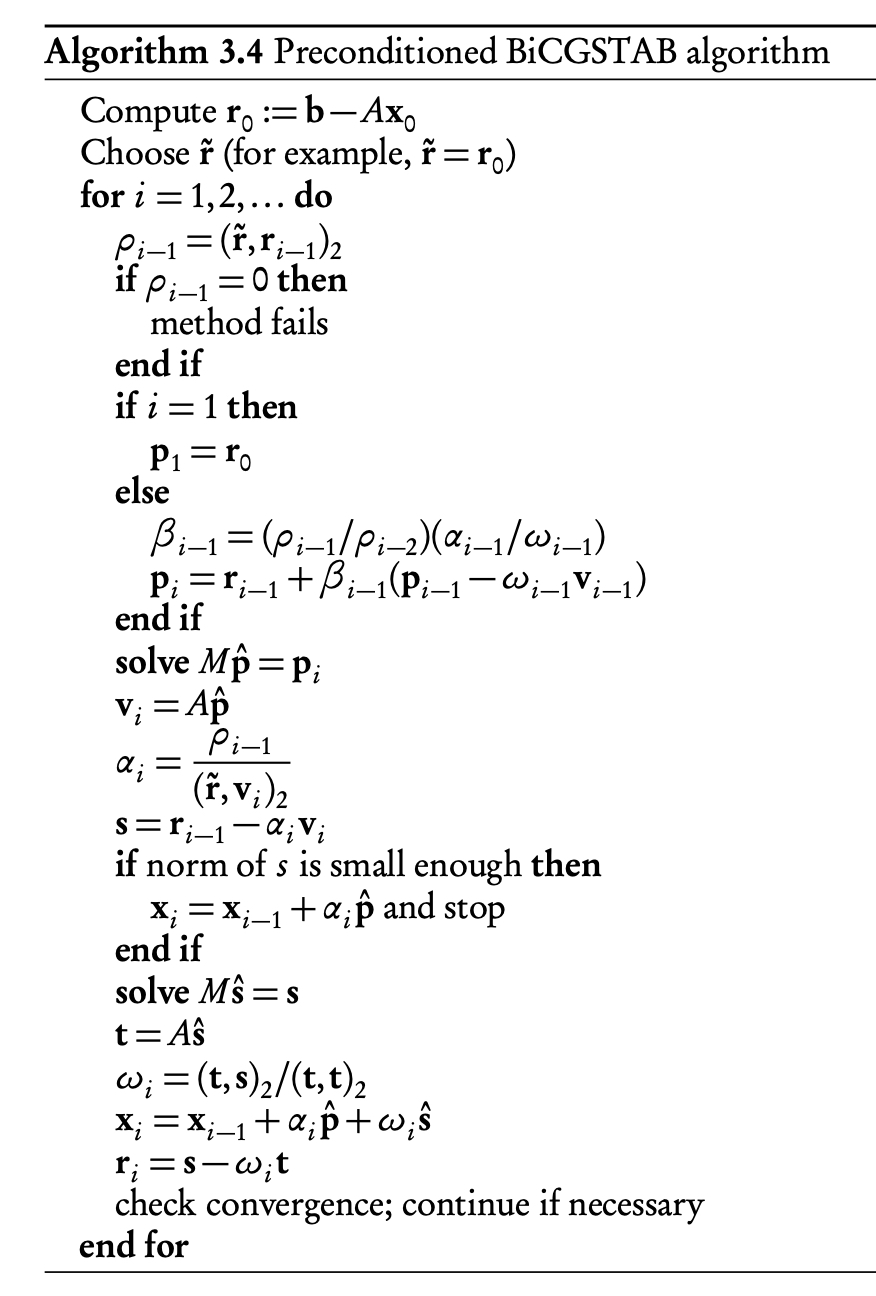 Algorithm 3.4 Preconditioned BiCGSTAB algorithm
Compute r₀ := b − Ax₀
Choose r̃ (for example, r̃ = r₀)
for i = 1, 2, … do
ρᵢ₋₁ = (r̃, rᵢ₋₁)₂
if ρᵢ₋₁ = 0 then
method fails
end if
if i = 1 then
p₁ = r₀
else
βᵢ₋₁ = (ρᵢ₋₁/ρᵢ₋₂)(αᵢ₋₁/ωᵢ₋₁)
pᵢ = rᵢ₋₁ + βᵢ₋₁(pᵢ₋₁ − ωᵢ₋₁vᵢ₋₁)
end if
solve Mp̂ = pᵢ
vᵢ = Ap̂
αᵢ = ρᵢ₋₁ / (r̃, vᵢ)₂
s = rᵢ₋₁ − αᵢvᵢ
if norm of s is small enough then
xᵢ = xᵢ₋₁ + αᵢp̂ and stop
end if
solve Mŝ = s
t = Aŝ
ωᵢ = (t, s)₂/(t, t)₂
xᵢ = xᵢ₋₁ + αᵢp̂ + ωᵢŝ
rᵢ = s − ωᵢt
check convergence; continue if necessary
end for